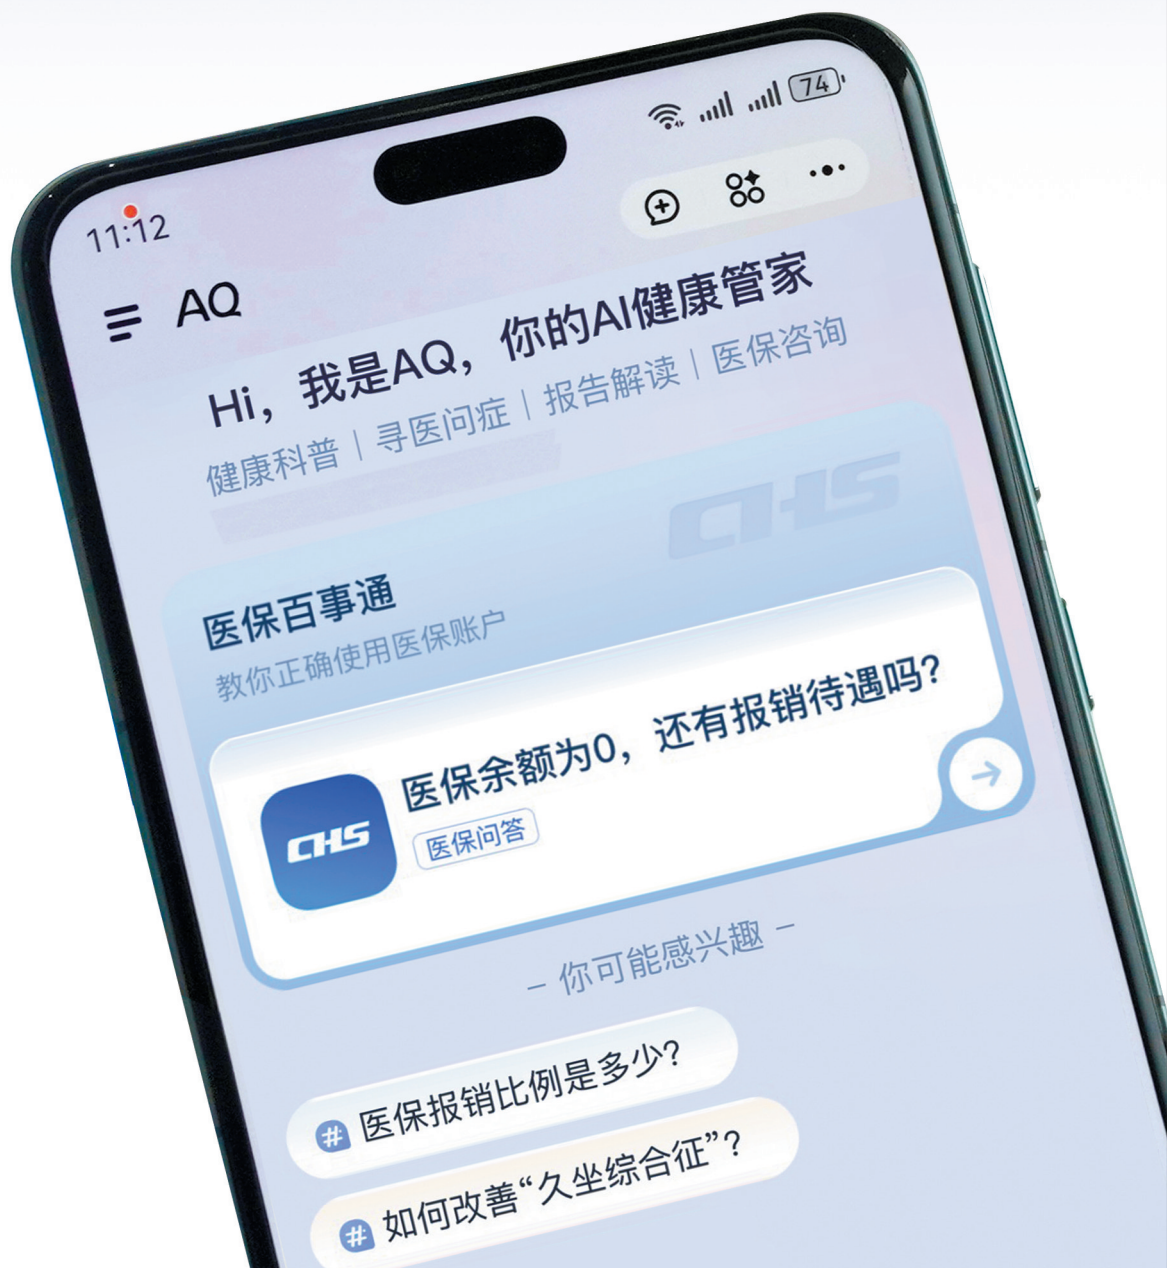 74
11:12
AQ
Hi，我是AQ，你的AI健康管家
健康科普｜寻医问症｜报告解读｜医保咨询
CHS
医保百事通
教你正确使用医保账户
医保余额为0，还有报销待遇吗？
CHS
医保问答
– 你可能感兴趣 –
# 医保报销比例是多少？
# 如何改善“久坐综合征”？